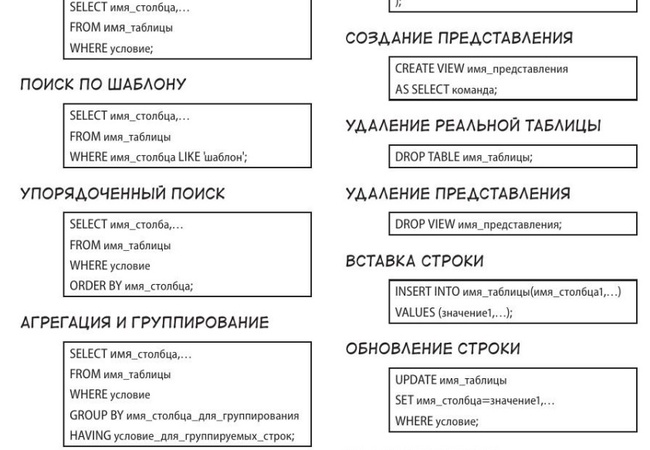 SELECT имя_столбца,...
FROM имя_таблицы
WHERE условие;
ПОИСК ПО ШАБЛОНУ
SELECT имя_столбца,...
FROM имя_таблицы
WHERE имя_столбца LIKE 'шаблон';
УПОРЯДОЧЕННЫЙ ПОИСК
SELECT имя_столба,...
FROM имя_таблицы
WHERE условие
ORDER BY имя_столбца;
АГРЕГАЦИЯ И ГРУППИРОВАНИЕ
SELECT имя_столбца,...
FROM имя_таблицы
WHERE условие
GROUP BY имя_столбца_для_группирования
HAVING условие_для_группируемых_строк;
);
СОЗДАНИЕ ПРЕДСТАВЛЕНИЯ
CREATE VIEW имя_представления
AS SELECT команда;
УДАЛЕНИЕ РЕАЛЬНОЙ ТАБЛИЦЫ
DROP TABLE имя_таблицы;
УДАЛЕНИЕ ПРЕДСТАВЛЕНИЯ
DROP VIEW имя_представления;
ВСТАВКА СТРОКИ
INSERT INTO имя_таблицы(имя_столбца1,...)
VALUES (значение1,...);
ОБНОВЛЕНИЕ СТРОКИ
UPDATE имя_таблицы
SET имя_столбца=значение1,...
WHERE условие;